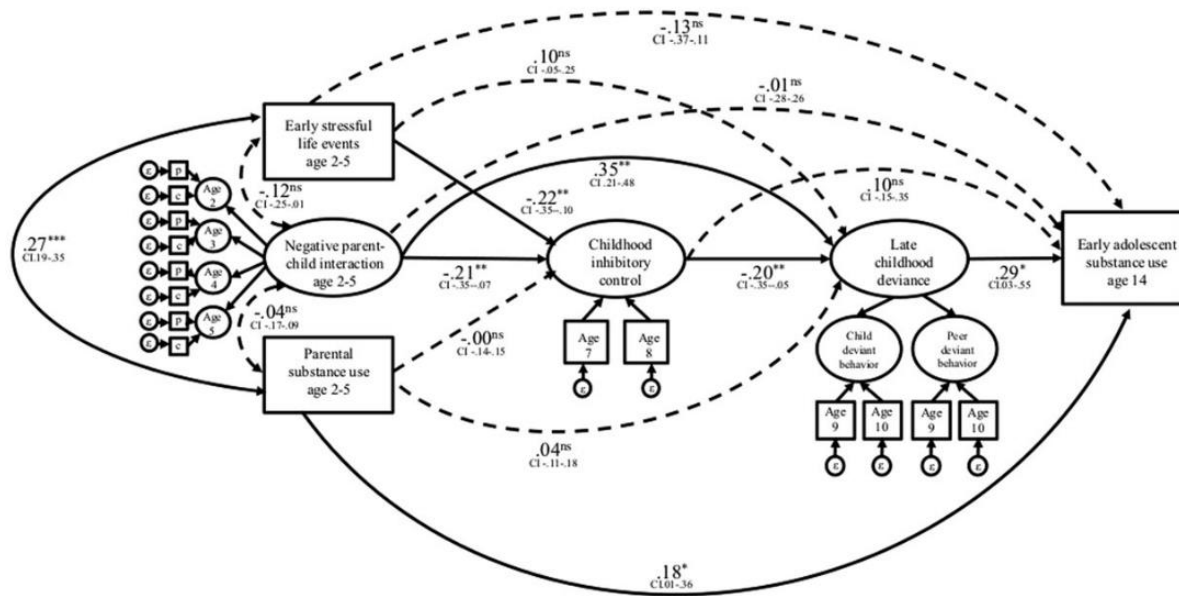 -.13ns
CI -.37-.11
.10ns
CI -.05-.25
-.01ns
CI -.28-.26
Early stressful
life events
age 2-5
.35**
CI .21-.48
-.12ns
CI -.25-.01
-.22**
CI -.35--.10
.10ns
CI -.15-.35
ε
p
Age
2
ε
c
ε
p
Age
3
ε
c
ε
p
Age
4
ε
c
ε
p
Age
5
ε
c
.27***
CI.19-.35
Negative parent-
child interaction
age 2-5
-.21**
CI -.35--.07
Childhood
inhibitory
control
-.20**
CI -.35-.05
Late
childhood
deviance
.29*
CI.03-.55
Early adolescent
substance use
age 14
-.04ns
CI -.17-.09
-.00ns
CI -.14-.15
Parental
substance use
age 2-5
Age
7
Age
8
ε
ε
Child
deviant
behavior
Peer
deviant
behavior
Age
9
Age
10
Age
9
Age
10
ε
ε
ε
ε
.04ns
CI -.11-.18
.18*
CI.01-.36